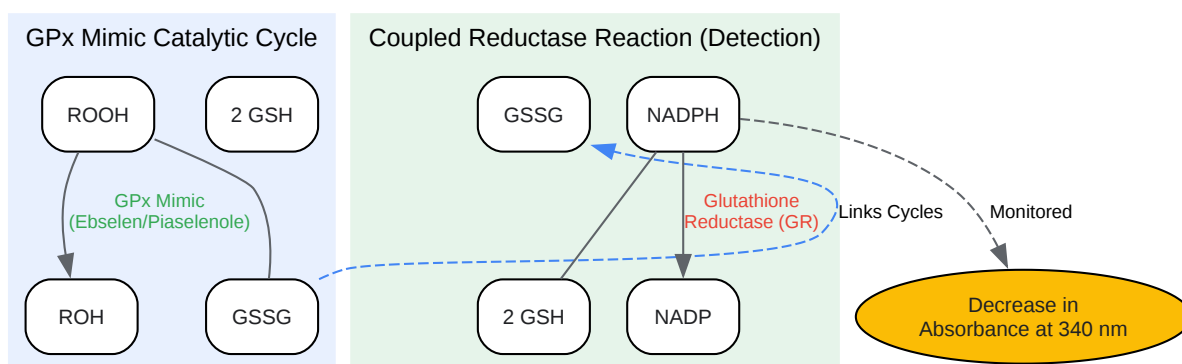 GPx Mimic Catalytic Cycle
Coupled Reductase Reaction (Detection)
ROOH
2 GSH
GSSG
NADPH
GPx Mimic
(Ebselen/Piaselenole)
Glutathione
Reductase (GR)
Links Cycles
Monitored
ROH
GSSG
2 GSH
NADP
Decrease in
Absorbance at 340 nm